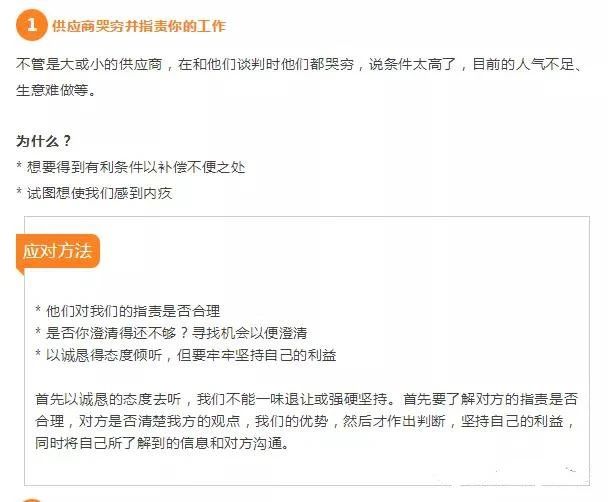 1 供应商哭穷并指责你的工作
不管是大或小的供应商，在和他们谈判时他们都哭穷，说条件太高了，目前的人气不足、
生意难做等。
为什么？
* 想要得到有利条件以补偿不便之处
* 试图想使我们感到内疚
应对方法
* 他们对我们的指责是否合理
* 是否你澄清得还不够？寻找机会以便澄清
* 以诚恳得态度倾听，但要牢牢坚持自己的利益
首先以诚恳的态度去听，我们不能一味退让或强硬坚持。首先要了解对方的指责是否
合理，对方是否清楚我方的观点，我们的优势，然后才作出判断，坚持自己的利益，
同时将自己所了解到的信息和对方沟通。